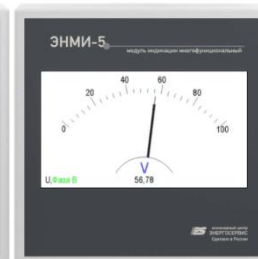 ЭНМИ-5
модуль индикации многофункциональный
0 20 40 60 80 100
V
U,Фаза B 56,78
ES инженерный центр
ЭНЕРГОСЕРВИС
Сделано в России